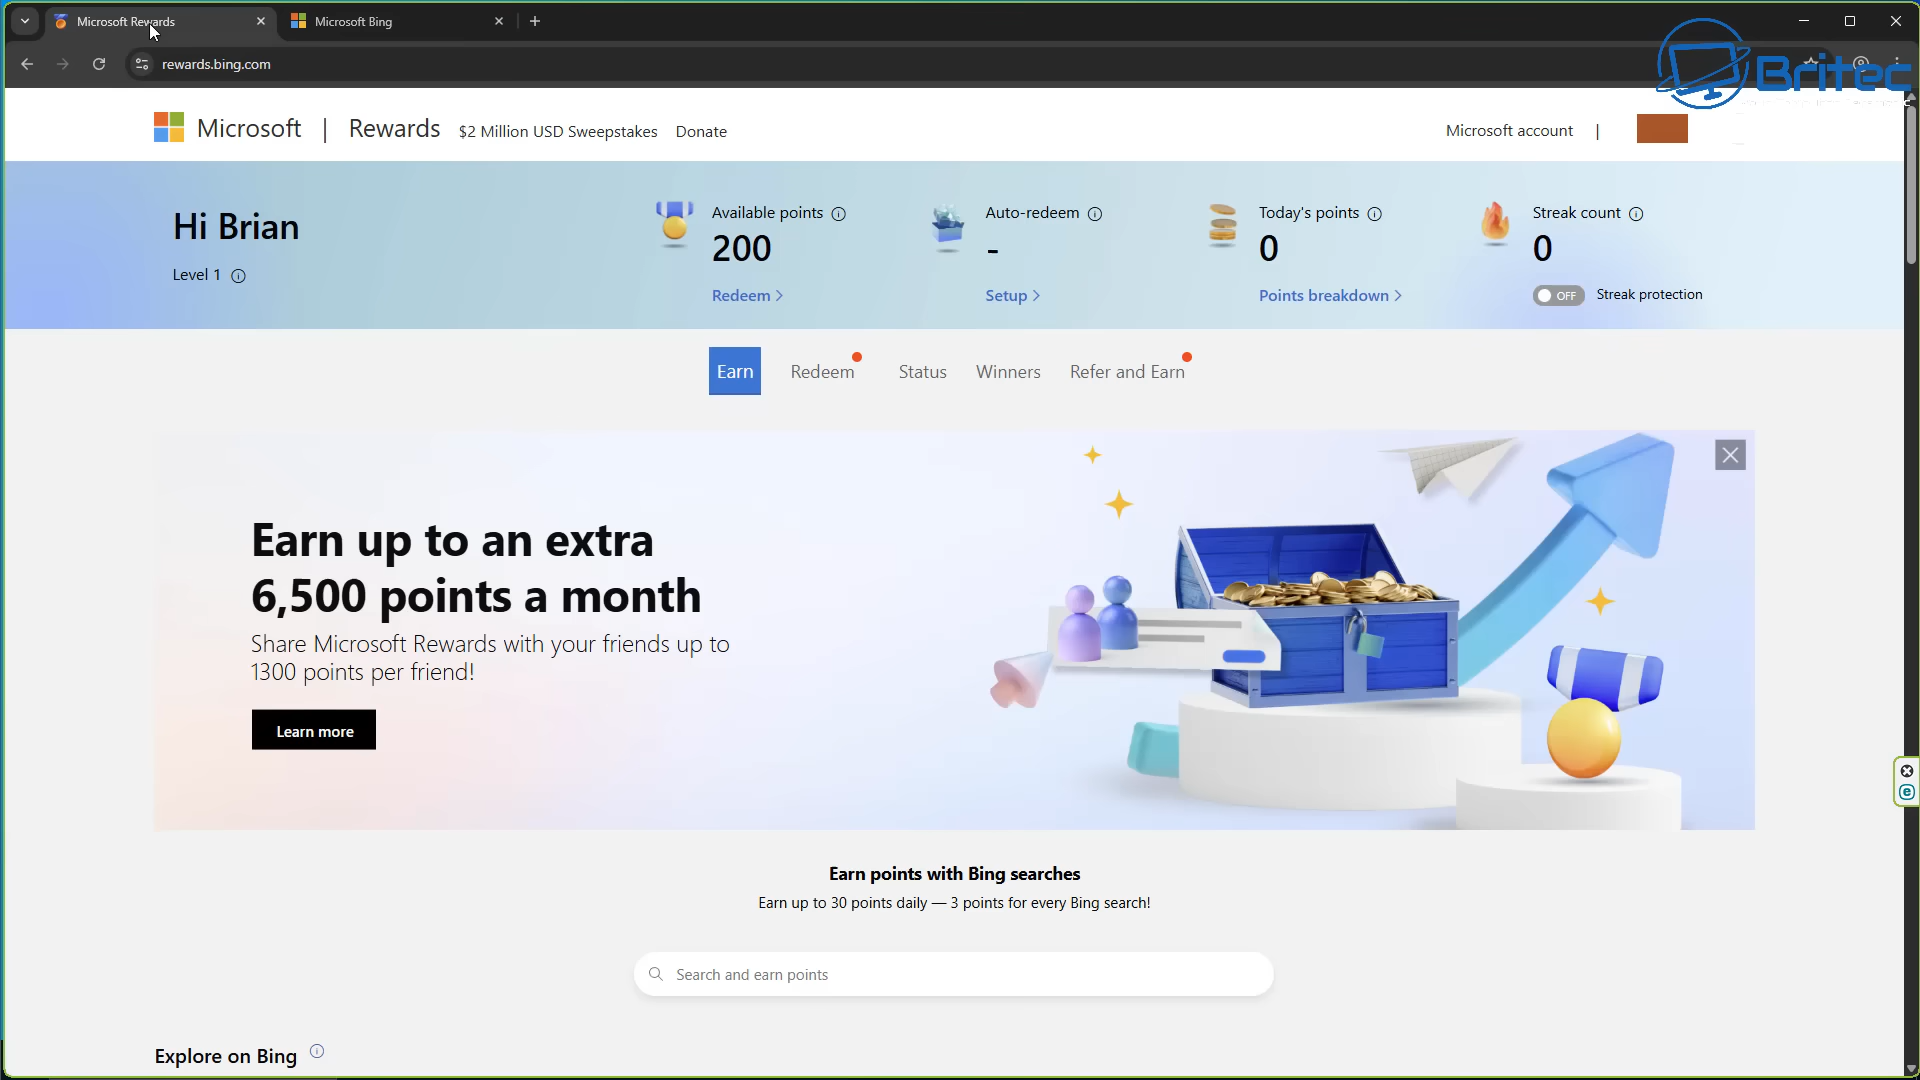 Microsoft Rewards
Microsoft Bing
rewards.bing.com
Britec
Microsoft | Rewards
$2 Million USD Sweepstakes
Donate
Microsoft account |
Hi Brian
Level 1
Available points
200
Redeem
Auto-redeem
-
Setup
Today's points
0
Points breakdown
Streak count
0
OFF
Streak protection
Earn
Redeem
Status
Winners
Refer and Earn
Earn up to an extra
6,500 points a month
Share Microsoft Rewards with your friends up to
1300 points per friend!
Learn more
Earn points with Bing searches
Earn up to 30 points daily — 3 points for every Bing search!
Search and earn points
Explore on Bing